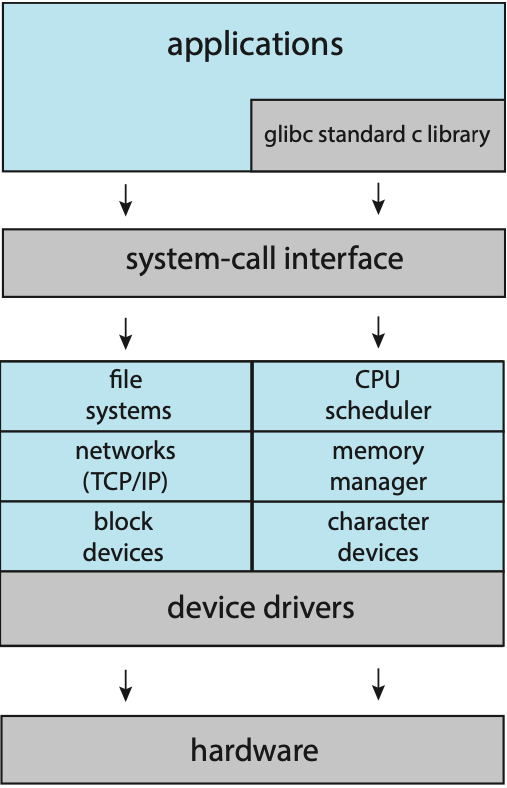 applications
glibc standard c library
system-call interface
file
systems
CPU
scheduler
networks
(TCP/IP)
memory
manager
block
devices
character
devices
device drivers
hardware